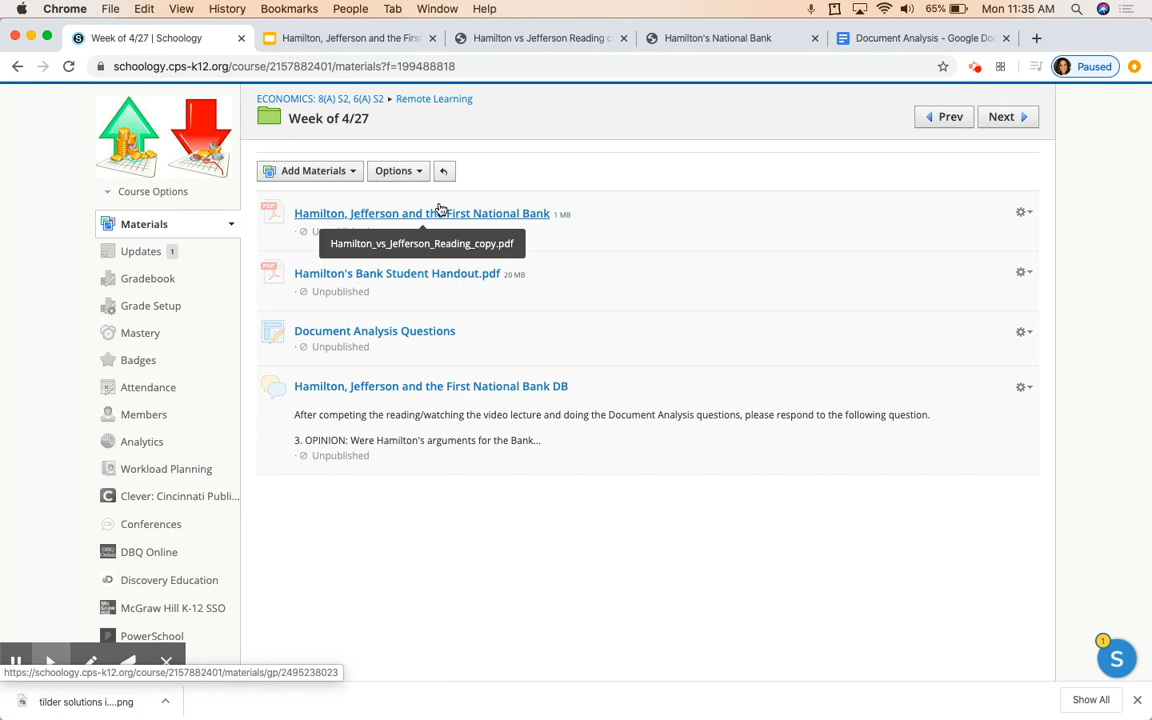 Chrome File Edit View History Bookmarks People Tab Window Help 65% Mon 11:35 AM
Week of 4/27 | Schoology Hamilton, Jefferson and the Firs Hamilton vs Jefferson Reading c Hamilton's National Bank Document Analysis - Google Do
schoology.cps-k12.org/course/2157882401/materials?f=199488818 Paused
ECONOMICS: 8(A) S2, 6(A) S2 ▸ Remote Learning
Week of 4/27
Prev Next
Add Materials Options
Course Options
Materials
Updates 1
Gradebook
Grade Setup
Mastery
Badges
Attendance
Members
Analytics
Workload Planning
Clever: Cincinnati Publi...
Conferences
DBQ Online
Discovery Education
McGraw Hill K-12 SSO
PowerSchool
PDF Hamilton, Jefferson and the First National Bank 1 MB
Hamilton_vs_Jefferson_Reading_copy.pdf
PDF Hamilton's Bank Student Handout.pdf 20 MB
· Unpublished
Document Analysis Questions
· Unpublished
Hamilton, Jefferson and the First National Bank DB
After competing the reading/watching the video lecture and doing the Document Analysis questions, please respond to the following question.
3. OPINION: Were Hamilton's arguments for the Bank...
· Unpublished
1
S
https://schoology.cps-k12.org/course/2157882401/materials/gp/2495238023
tilder solutions i....png Show All